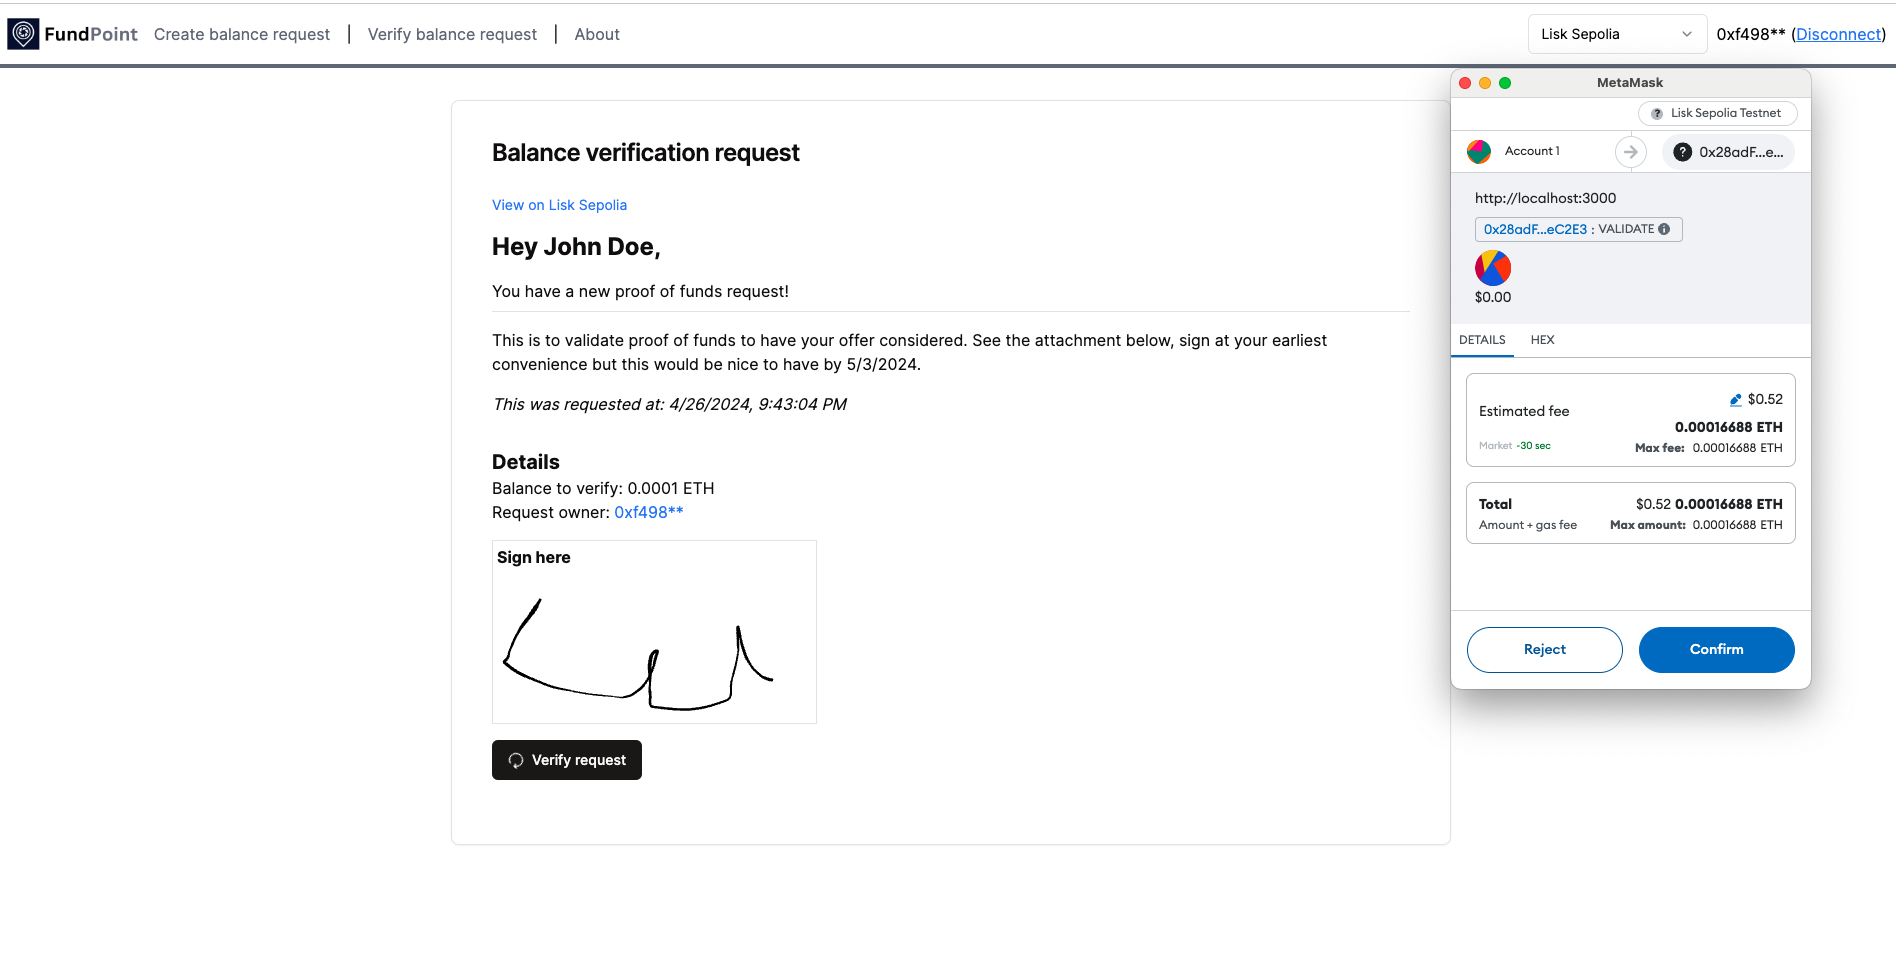 FundPoint Create balance request | Verify balance request | About
Lisk Sepolia 0xf498** (Disconnect)
Balance verification request
View on Lisk Sepolia
Hey John Doe,
You have a new proof of funds request!
This is to validate proof of funds to have your offer considered. See the attachment below, sign at your earliest
convenience but this would be nice to have by 5/3/2024.
This was requested at: 4/26/2024, 9:43:04 PM
Details
Balance to verify: 0.0001 ETH
Request owner: 0xf498**
Sign here
Verify request
MetaMask
? Lisk Sepolia Testnet
Account 1 ? 0x28adF...e...
http://localhost:3000
0x28adF...eC2E3 : VALIDATE
$0.00
DETAILS HEX
$0.52
Estimated fee
0.00016688 ETH
Market ~30 sec Max fee: 0.00016688 ETH
Total $0.52 0.00016688 ETH
Amount + gas fee Max amount: 0.00016688 ETH
Reject Confirm